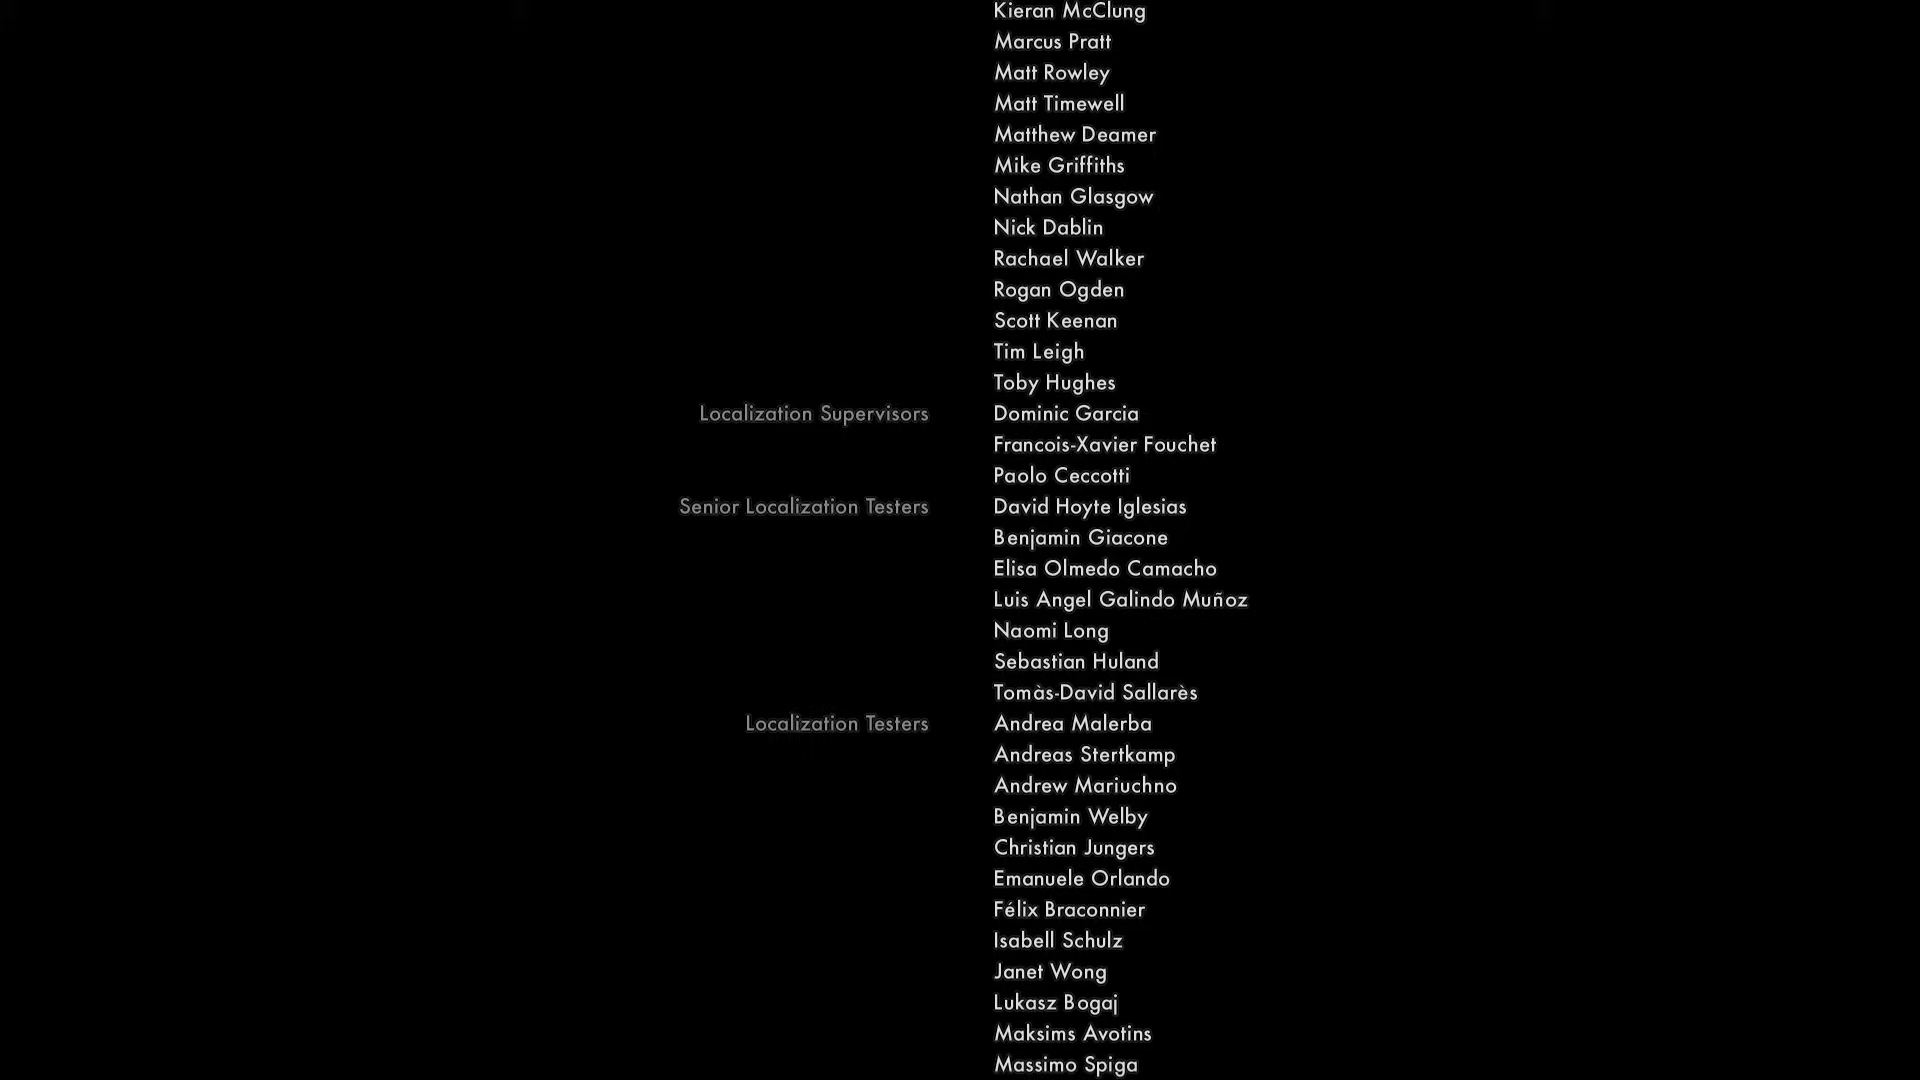 Kieran McClung
Marcus Pratt
Matt Rowley
Matt Timewell
Matthew Deamer
Mike Griffiths
Nathan Glasgow
Nick Dablin
Rachael Walker
Rogan Ogden
Scott Keenan
Tim Leigh
Toby Hughes
Localization Supervisors Dominic Garcia
Francois-Xavier Fouchet
Paolo Ceccotti
Senior Localization Testers David Hoyte Iglesias
Benjamin Giacone
Elisa Olmedo Camacho
Luis Angel Galindo Muñoz
Naomi Long
Sebastian Huland
Tomàs-David Sallarès
Localization Testers Andrea Malerba
Andreas Stertkamp
Andrew Mariuchno
Benjamin Welby
Christian Jungers
Emanuele Orlando
Félix Braconnier
Isabell Schulz
Janet Wong
Lukasz Bogaj
Maksims Avotins
Massimo Spiga